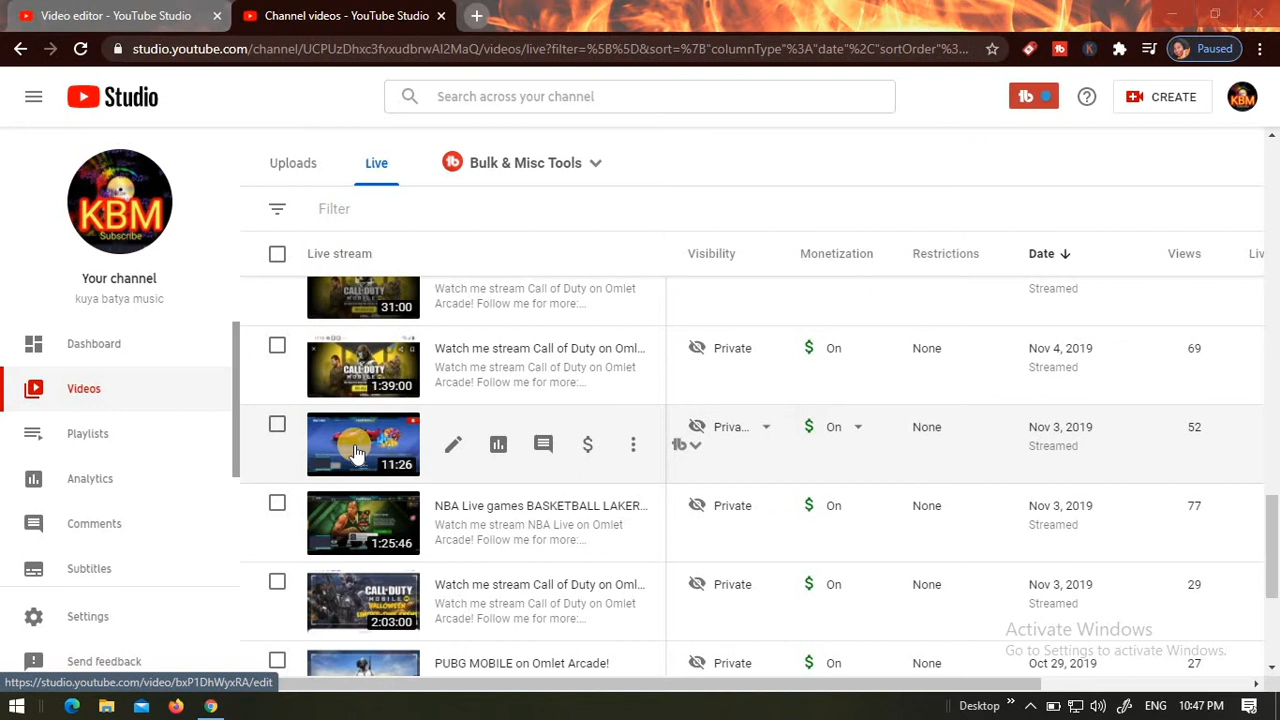 Video editor - YouTube Studio
Channel videos - YouTube Studio
studio.youtube.com/channel/UCPUzDhxc3fvxudbrwAl2MaQ/videos/live?filter=%5B%5D&sort=%7B"columnType"%3A"date"%2C"sortOrder"%3...
Paused
Studio
Search across your channel
CREATE
KBM
Uploads
Live
Bulk & Misc Tools
KBM
Subscribe
Filter
Your channel
kuya batya music
Live stream
Visibility
Monetization
Restrictions
Date
Views
Liv
Watch me stream Call of Duty on Omlet
Arcade! Follow me for more:...
31:00
Streamed
Dashboard
Watch me stream Call of Duty on Oml...
Watch me stream Call of Duty on Omlet
Arcade! Follow me for more:...
1:39:00
Private
On
None
Nov 4, 2019
Streamed
69
Videos
11:26
Priva...
On
None
Nov 3, 2019
Streamed
52
Playlists
Analytics
NBA Live games BASKETBALL LAKER...
Watch me stream NBA Live on Omlet
Arcade! Follow me for more:...
1:25:46
Private
On
None
Nov 3, 2019
Streamed
77
Comments
Subtitles
Watch me stream Call of Duty on Oml...
Watch me stream Call of Duty on Omlet
Arcade! Follow me for more:...
CALL OF DUTY
MOBILE
2:03:00
Private
On
None
Nov 3, 2019
Streamed
29
Settings
Activate Windows
Go to Settings to activate Windows.
Send feedback
PUBG MOBILE on Omlet Arcade!
Private
On
None
Oct 29, 2019
27
https://studio.youtube.com/video/bxP1DhWyxRA/edit
Desktop
ENG
10:47 PM